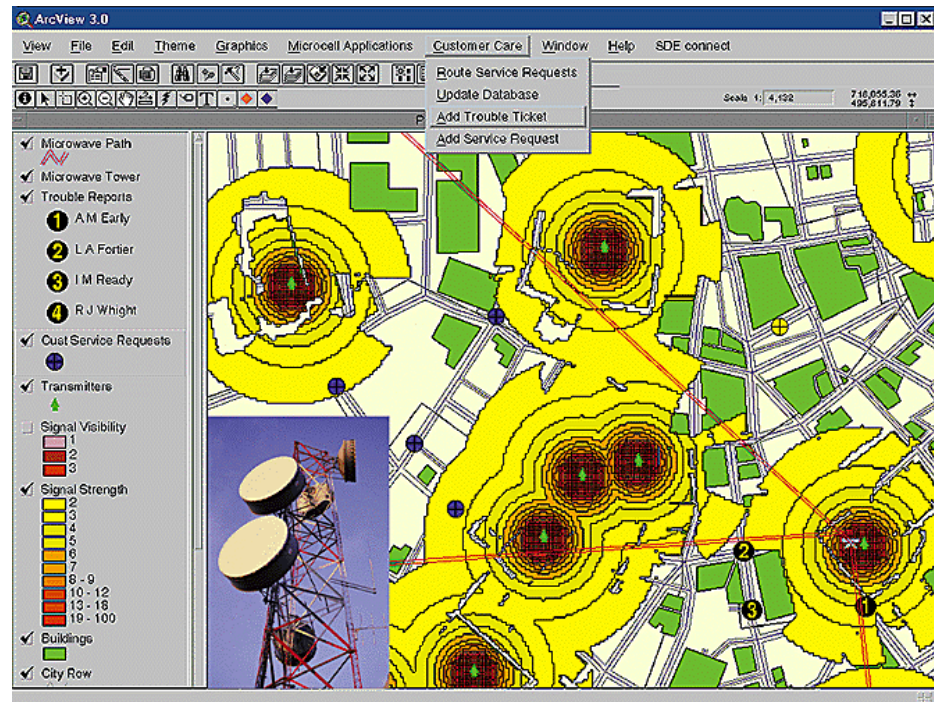 ArcView 3.0
View File Edit Theme Graphics Microcell Applications Customer Care Window Help SDE connect
Route Service Requests
Update Database
Add Trouble Ticket
Add Service Request
Scale 1: 4,132
718,055.36
495,811.79
P
Microwave Path
Microwave Tower
Trouble Reports
1 A M Early
2 L A Fortier
3 I M Ready
4 R J Whight
Cust Service Requests
Transmitters
Signal Visibility
1
2
3
Signal Strength
2
3
4
5
6
7
8 - 9
10 - 12
13 - 18
19 - 100
Buildings
City Row
2
3
1